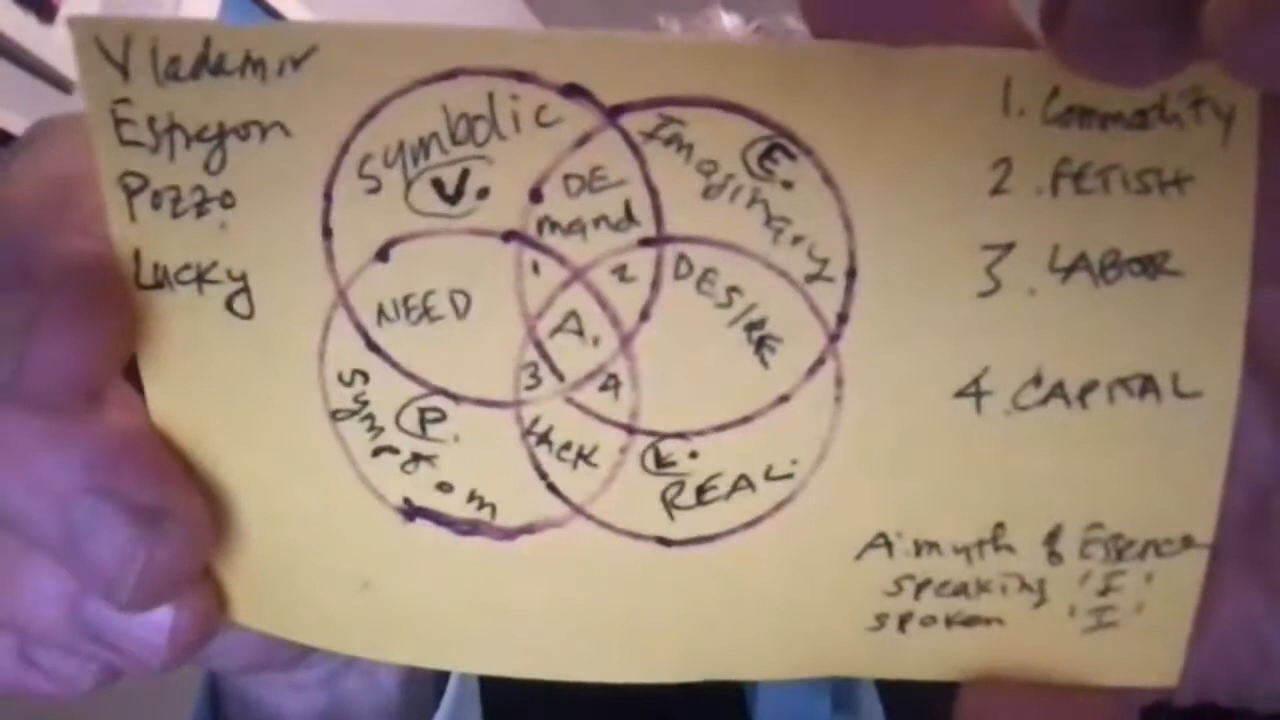 Vladamir
Estragon
Pozzo
Lucky
Symbolic
V.
Imaginary
E.
DE
mand
NEED
1
2
DESIRE
A.
3
4
Symptom
P.
LACK
L.
REAL
1. Commodity
2. FETISH
3. LABOR
4. CAPITAL
A: myth of Essence
speaking 'I'
spoken 'I'